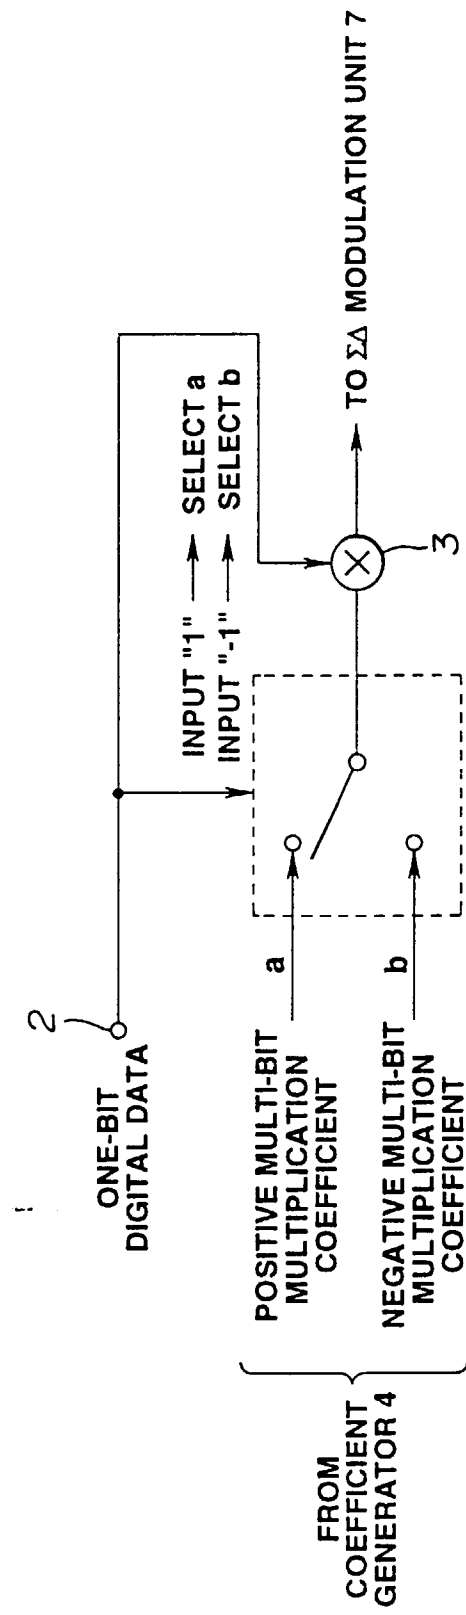 2
ONE-BIT
DIGITAL DATA
INPUT "1" → SELECT a
INPUT "-1" → SELECT b
POSITIVE MULTI-BIT
MULTIPLICATION
COEFFICIENT
a
NEGATIVE MULTI-BIT
MULTIPLICATION
COEFFICIENT
b
FROM
COEFFICIENT
GENERATOR 4
3
TO ΣΔ MODULATION UNIT 7